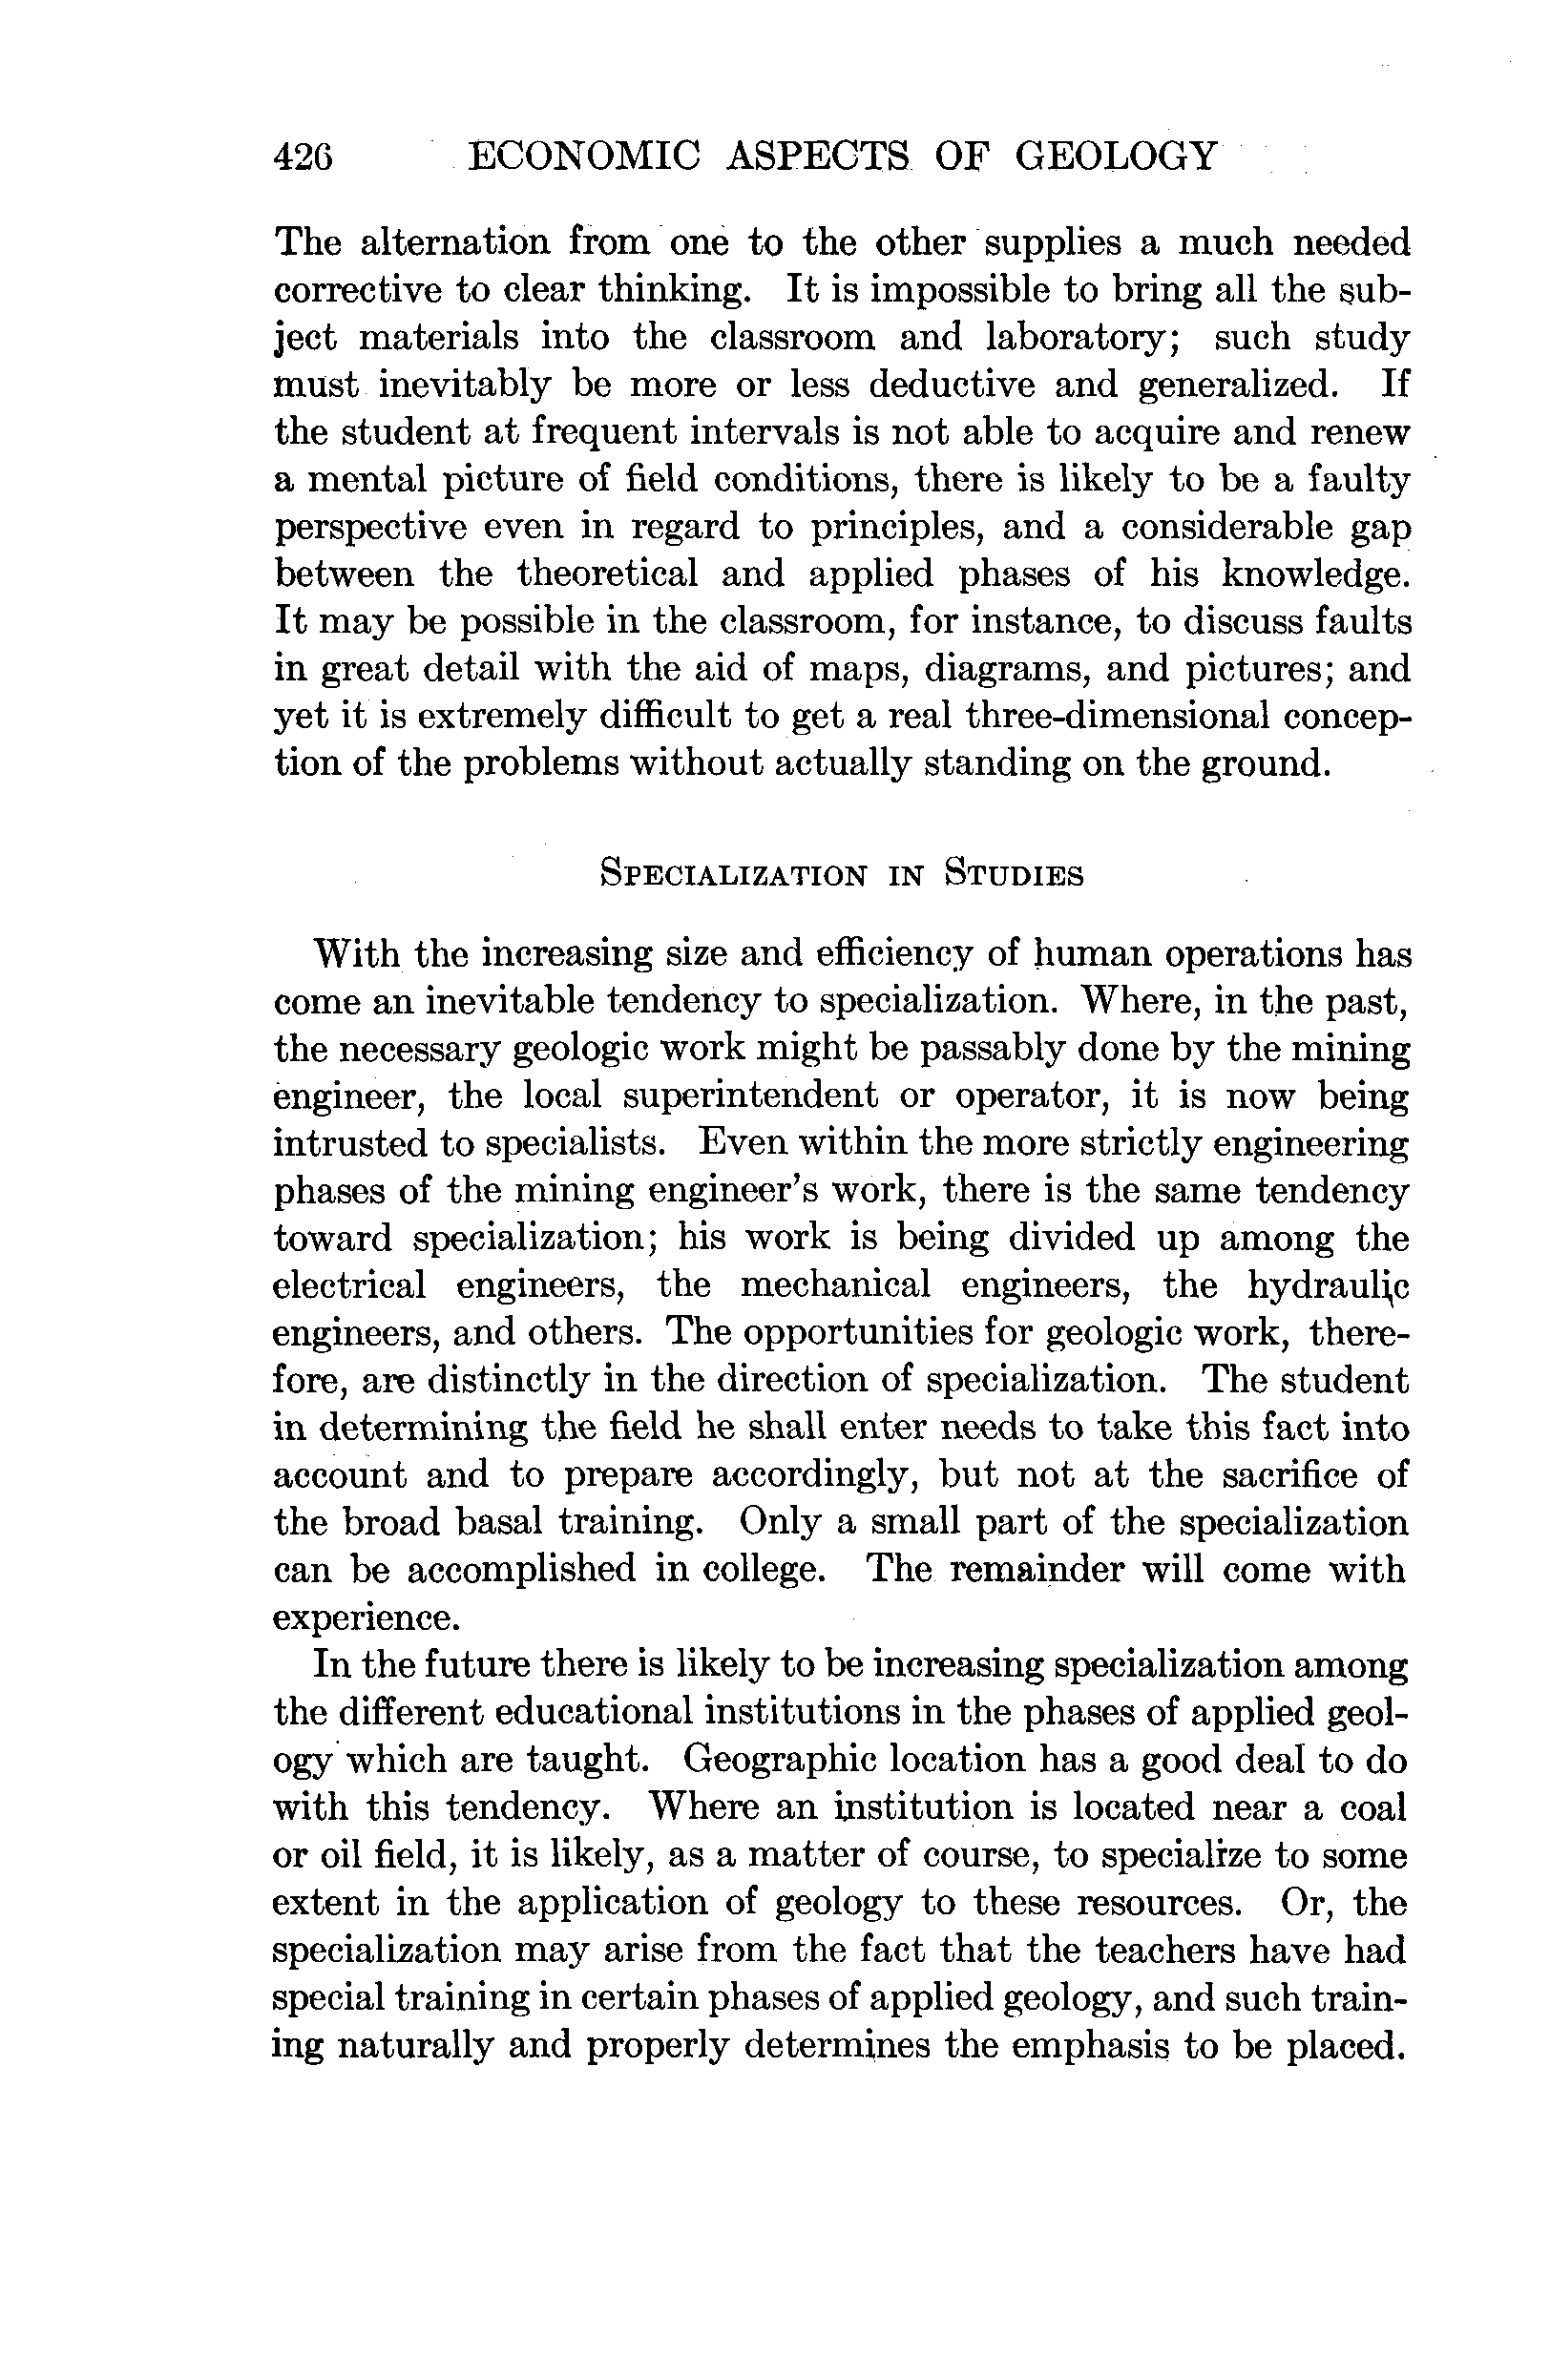 426 ECONOMIC ASPECTS OF GEOLOGY
The alternation from one to the other supplies a much needed
corrective to clear thinking. It is impossible to bring all the sub-
ject materials into the classroom and laboratory; such study
must inevitably be more or less deductive and generalized. If
the student at frequent intervals is not able to acquire and renew
a mental picture of field conditions, there is likely to be a faulty
perspective even in regard to principles, and a considerable gap
between the theoretical and applied phases of his knowledge.
It may be possible in the classroom, for instance, to discuss faults
in great detail with the aid of maps, diagrams, and pictures; and
yet it is extremely difficult to get a real three-dimensional concep-
tion of the problems without actually standing on the ground.
SPECIALIZATION IN STUDIES
With the increasing size and efficiency of human operations has
come an inevitable tendency to specialization. Where, in the past,
the necessary geologic work might be passably done by the mining
engineer, the local superintendent or operator, it is now being
intrusted to specialists. Even within the more strictly engineering
phases of the mining engineer's work, there is the same tendency
toward specialization; his work is being divided up among the
electrical engineers, the mechanical engineers, the hydraulic
engineers, and others. The opportunities for geologic work, there-
fore, are distinctly in the direction of specialization. The student
in determining the field he shall enter needs to take this fact into
account and to prepare accordingly, but not at the sacrifice of
the broad basal training. Only a small part of the specialization
can be accomplished in college. The remainder will come with
experience.
In the future there is likely to be increasing specialization among
the different educational institutions in the phases of applied geol-
ogy which are taught. Geographic location has a good deal to do
with this tendency. Where an institution is located near a coal
or oil field, it is likely, as a matter of course, to specialize to some
extent in the application of geology to these resources. Or, the
specialization may arise from the fact that the teachers have had
special training in certain phases of applied geology, and such train-
ing naturally and properly determines the emphasis to be placed.